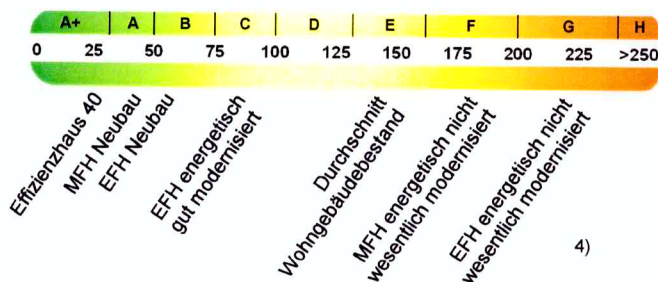 A+ A B C D E F G H
0 25 50 75 100 125 150 175 200 225 >250
Effizienzhaus 40
MFH Neubau
EFH Neubau
EFH energetisch
gut modernisiert
Durchschnitt
Wohngebäudebestand
MFH energetisch nicht
wesentlich modernisiert
EFH energetisch nicht
wesentlich modernisiert
4)